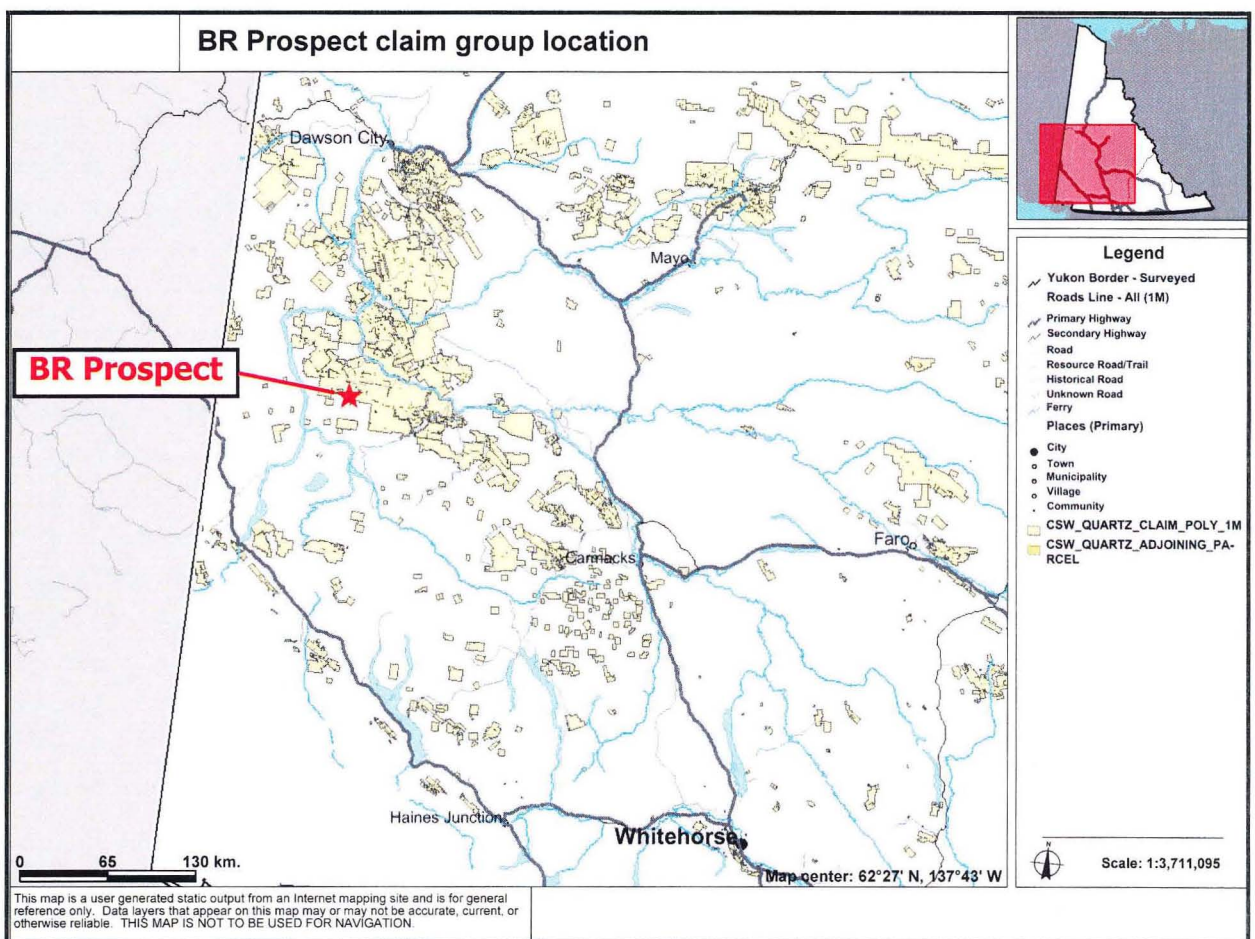 BR Prospect claim group location
Dawson City
Mayo
BR Prospect
Carmacks
Faro
Haines Junction
Whitehorse
0 65 130 km.
Map center: 62°27' N, 137°43' W
Legend
Yukon Border - Surveyed
Roads Line - All (1M)
Primary Highway
Secondary Highway
Road
Resource Road/Trail
Historical Road
Unknown Road
Ferry
Places (Primary)
City
Town
Municipality
Village
Community
CSW_QUARTZ_CLAIM_POLY_1M
CSW_QUARTZ_ADJOINING_PA-
RCEL
N
Scale: 1:3,711,095
This map is a user generated static output from an Internet mapping site and is for general
reference only. Data layers that appear on this map may or may not be accurate, current, or
otherwise reliable. THIS MAP IS NOT TO BE USED FOR NAVIGATION.